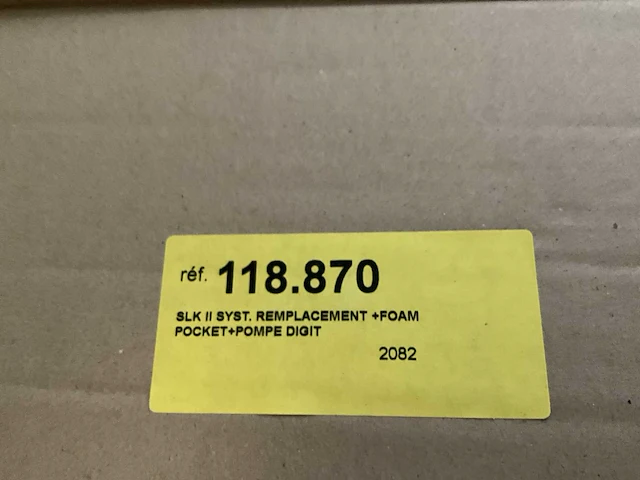 réf. 118.870
SLK II SYST. REMPLACEMENT +FOAM
POCKET+POMPE DIGIT
2082